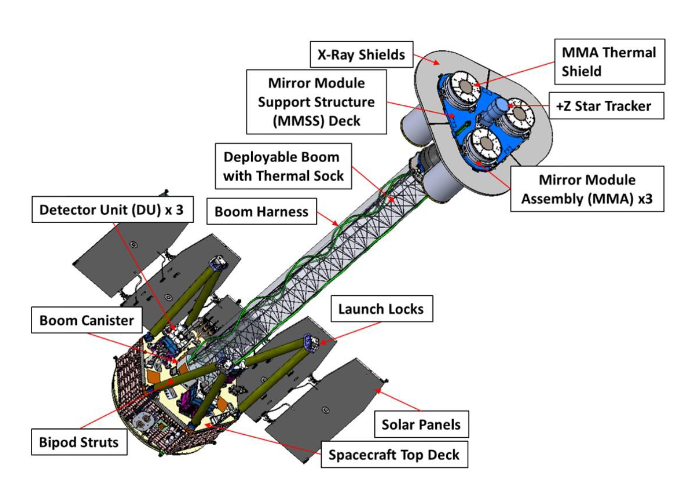 X-Ray Shields
MMA Thermal
Shield
Mirror Module
Support Structure
(MMSS) Deck
+Z Star Tracker
Deployable Boom
with Thermal Sock
Mirror Module
Assembly (MMA) x3
Detector Unit (DU) x 3
Boom Harness
Boom Canister
Launch Locks
Bipod Struts
Solar Panels
Spacecraft Top Deck